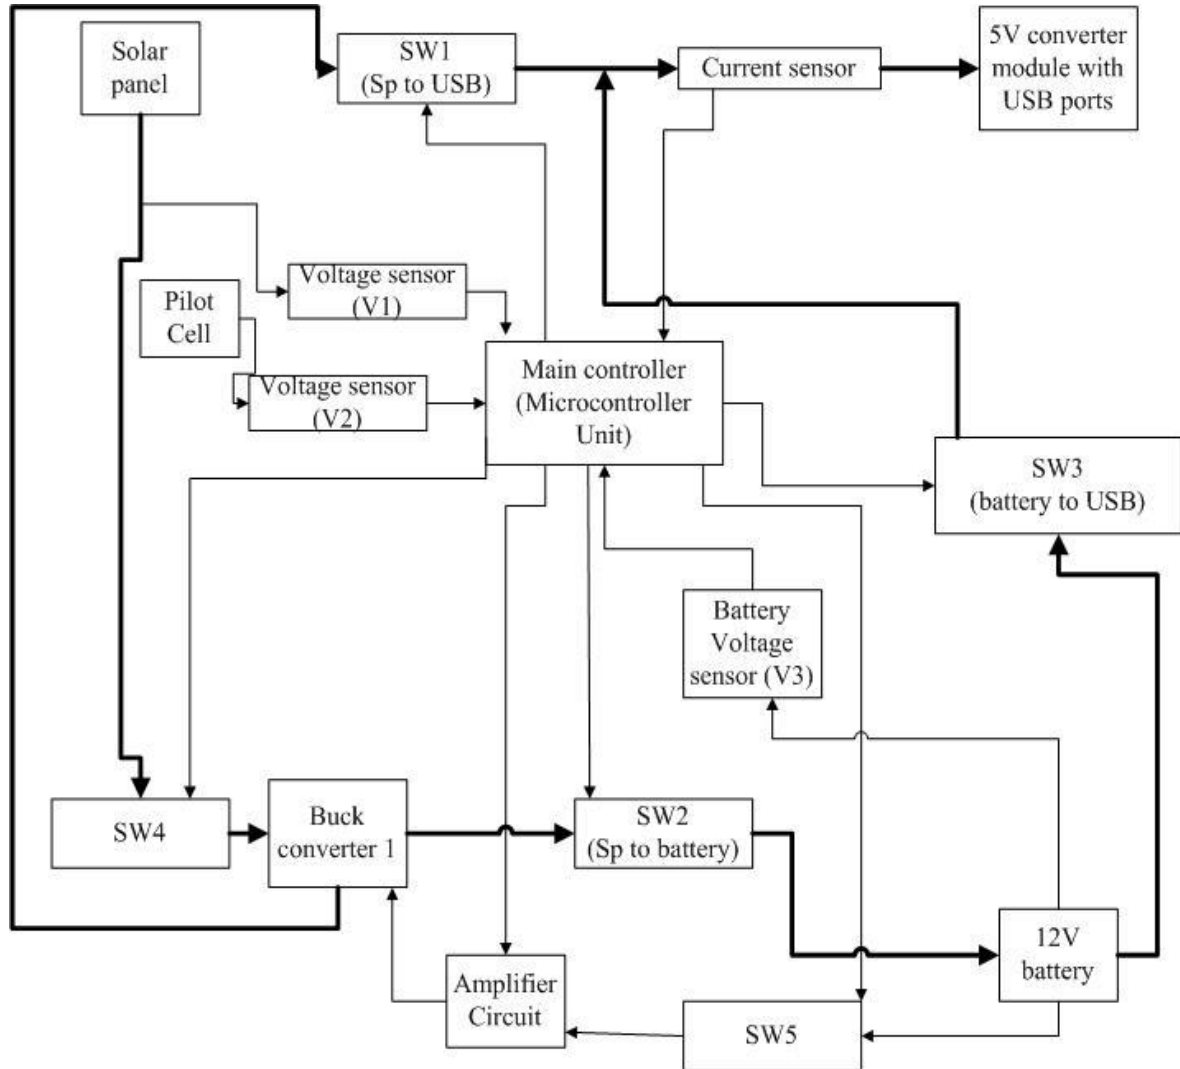 Solar
panel
SW1
(Sp to USB)
Current sensor
5V converter
module with
USB ports
Voltage sensor
(V1)
Pilot
Cell
Voltage sensor
(V2)
Main controller
(Microcontroller
Unit)
SW3
(battery to USB)
Battery
Voltage
sensor (V3)
SW4
Buck
converter 1
SW2
(Sp to battery)
12V
battery
Amplifier
Circuit
SW5